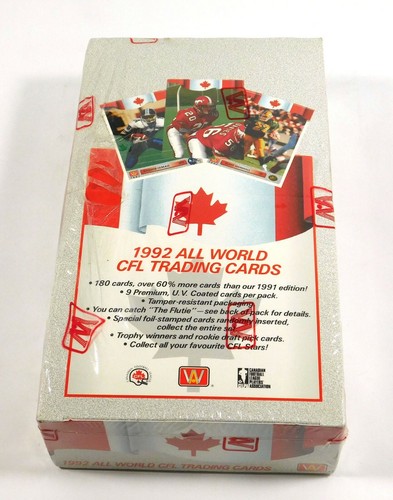 1992 ALL WORLD
CFL TRADING CARDS
• 180 cards, over 60% more cards than our 1991 edition!
• 9 Premium, U.V. Coated cards per pack.
• Tamper-resistant packaging
• You can catch "The Flutie" – see back of pack for details.
• Special foil-stamped cards randomly inserted,
collect the entire set
• Trophy winners and rookie draft pick cards.
• Collect all your favourite CFL Stars!
CANADIAN
FOOTBALL
LEAGUE
PLAYERS'
ASSOCIATION
1992 ALL WORLD CFL TRADING CARDS